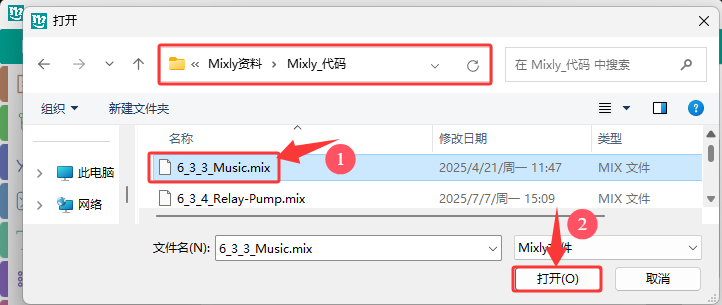 打开
Mixly资料 > Mixly_代码
在 Mixly_代码 中搜索
组织
新建文件夹
名称
修改日期
类型
此电脑
6_3_3_Music.mix
2025/4/21/周一 11:47
MIX 文件
1
网络
6_3_4_Relay-Pump.mix
2025/7/7/周一 15:09
MIX 文件
2
文件名(N):
6_3_3_Music.mix
Mixly文件
打开(O)
取消